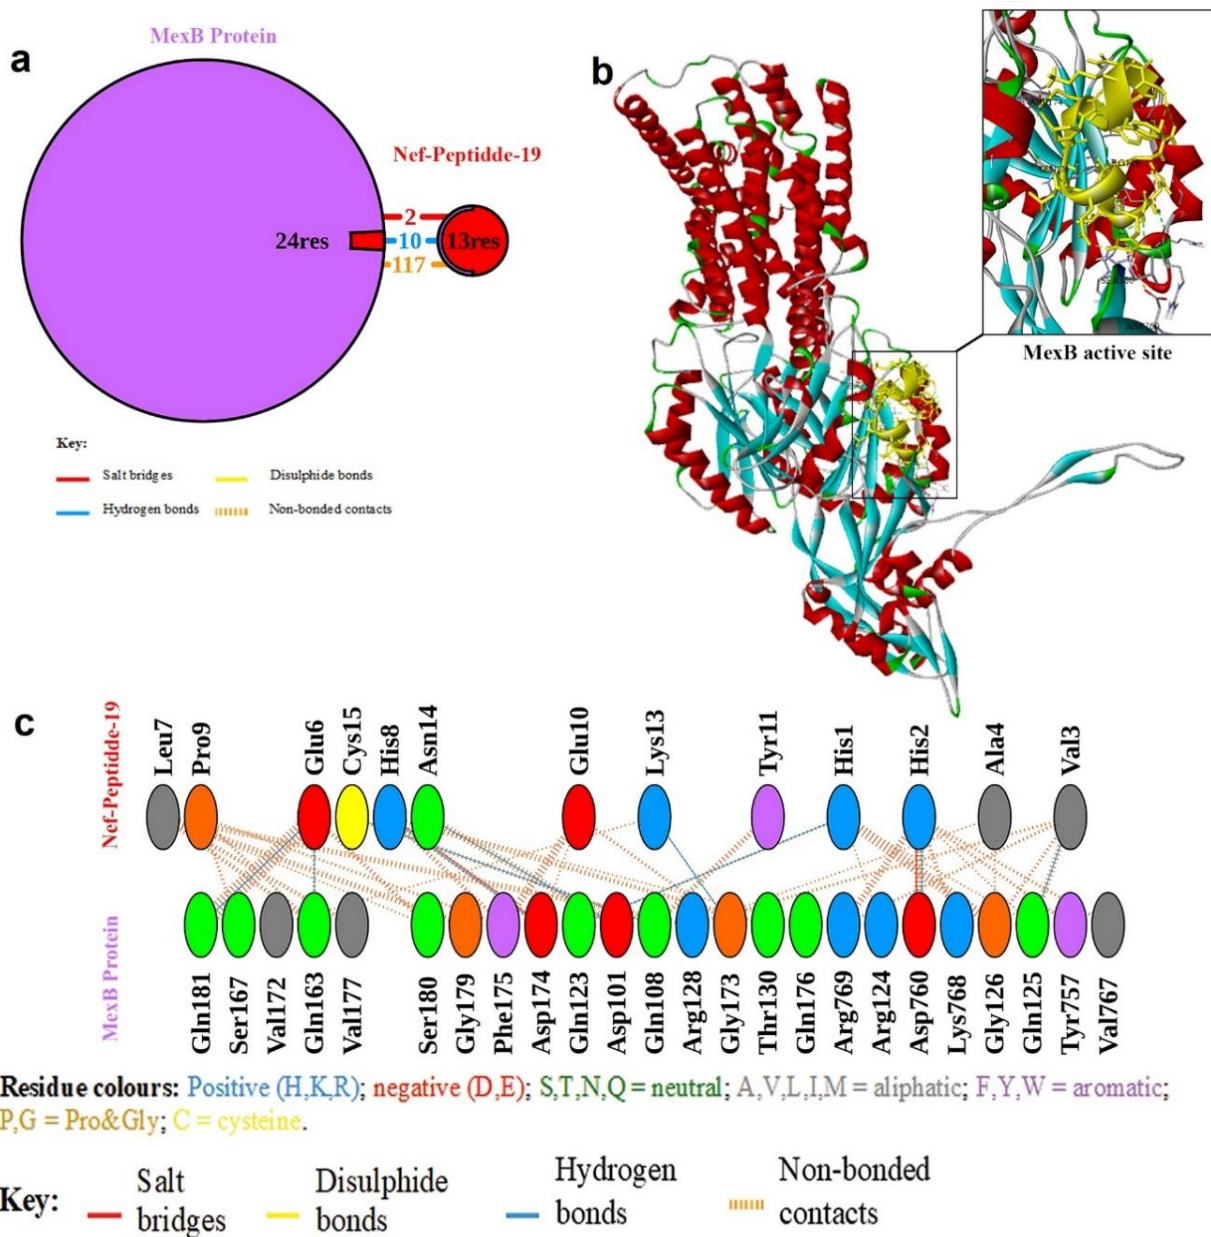 a
MexB Protein
Nef-Peptidde-19
24res
2
10
117
13res
Key:
Salt bridges
Disulphide bonds
Hydrogen bonds
Non-bonded contacts
b
MexB active site
c
Nef-Peptidde-19
Leu7 Pro9 Glu6 Cys15 His8 Asn14 Glu10 Lys13 Tyr11 His1 His2 Ala4 Val3
MexB Protein
Gln181 Ser167 Val172 Gln163 Val177 Ser180 Gly179 Phe175 Asp174 Gln123 Asp101 Gln108 Arg128 Gly173 Thr130 Gln176 Arg769 Arg124 Asp760 Lys768 Gly126 Gln125 Tyr757 Val767
Residue colours: Positive (H,K,R); negative (D,E); S,T,N,Q = neutral; A,V,L,I,M = aliphatic; F,Y,W = aromatic;
P,G = Pro&Gly; C = cysteine.
Key:
Salt
bridges
Disulphide
bonds
Hydrogen
bonds
Non-bonded
contacts